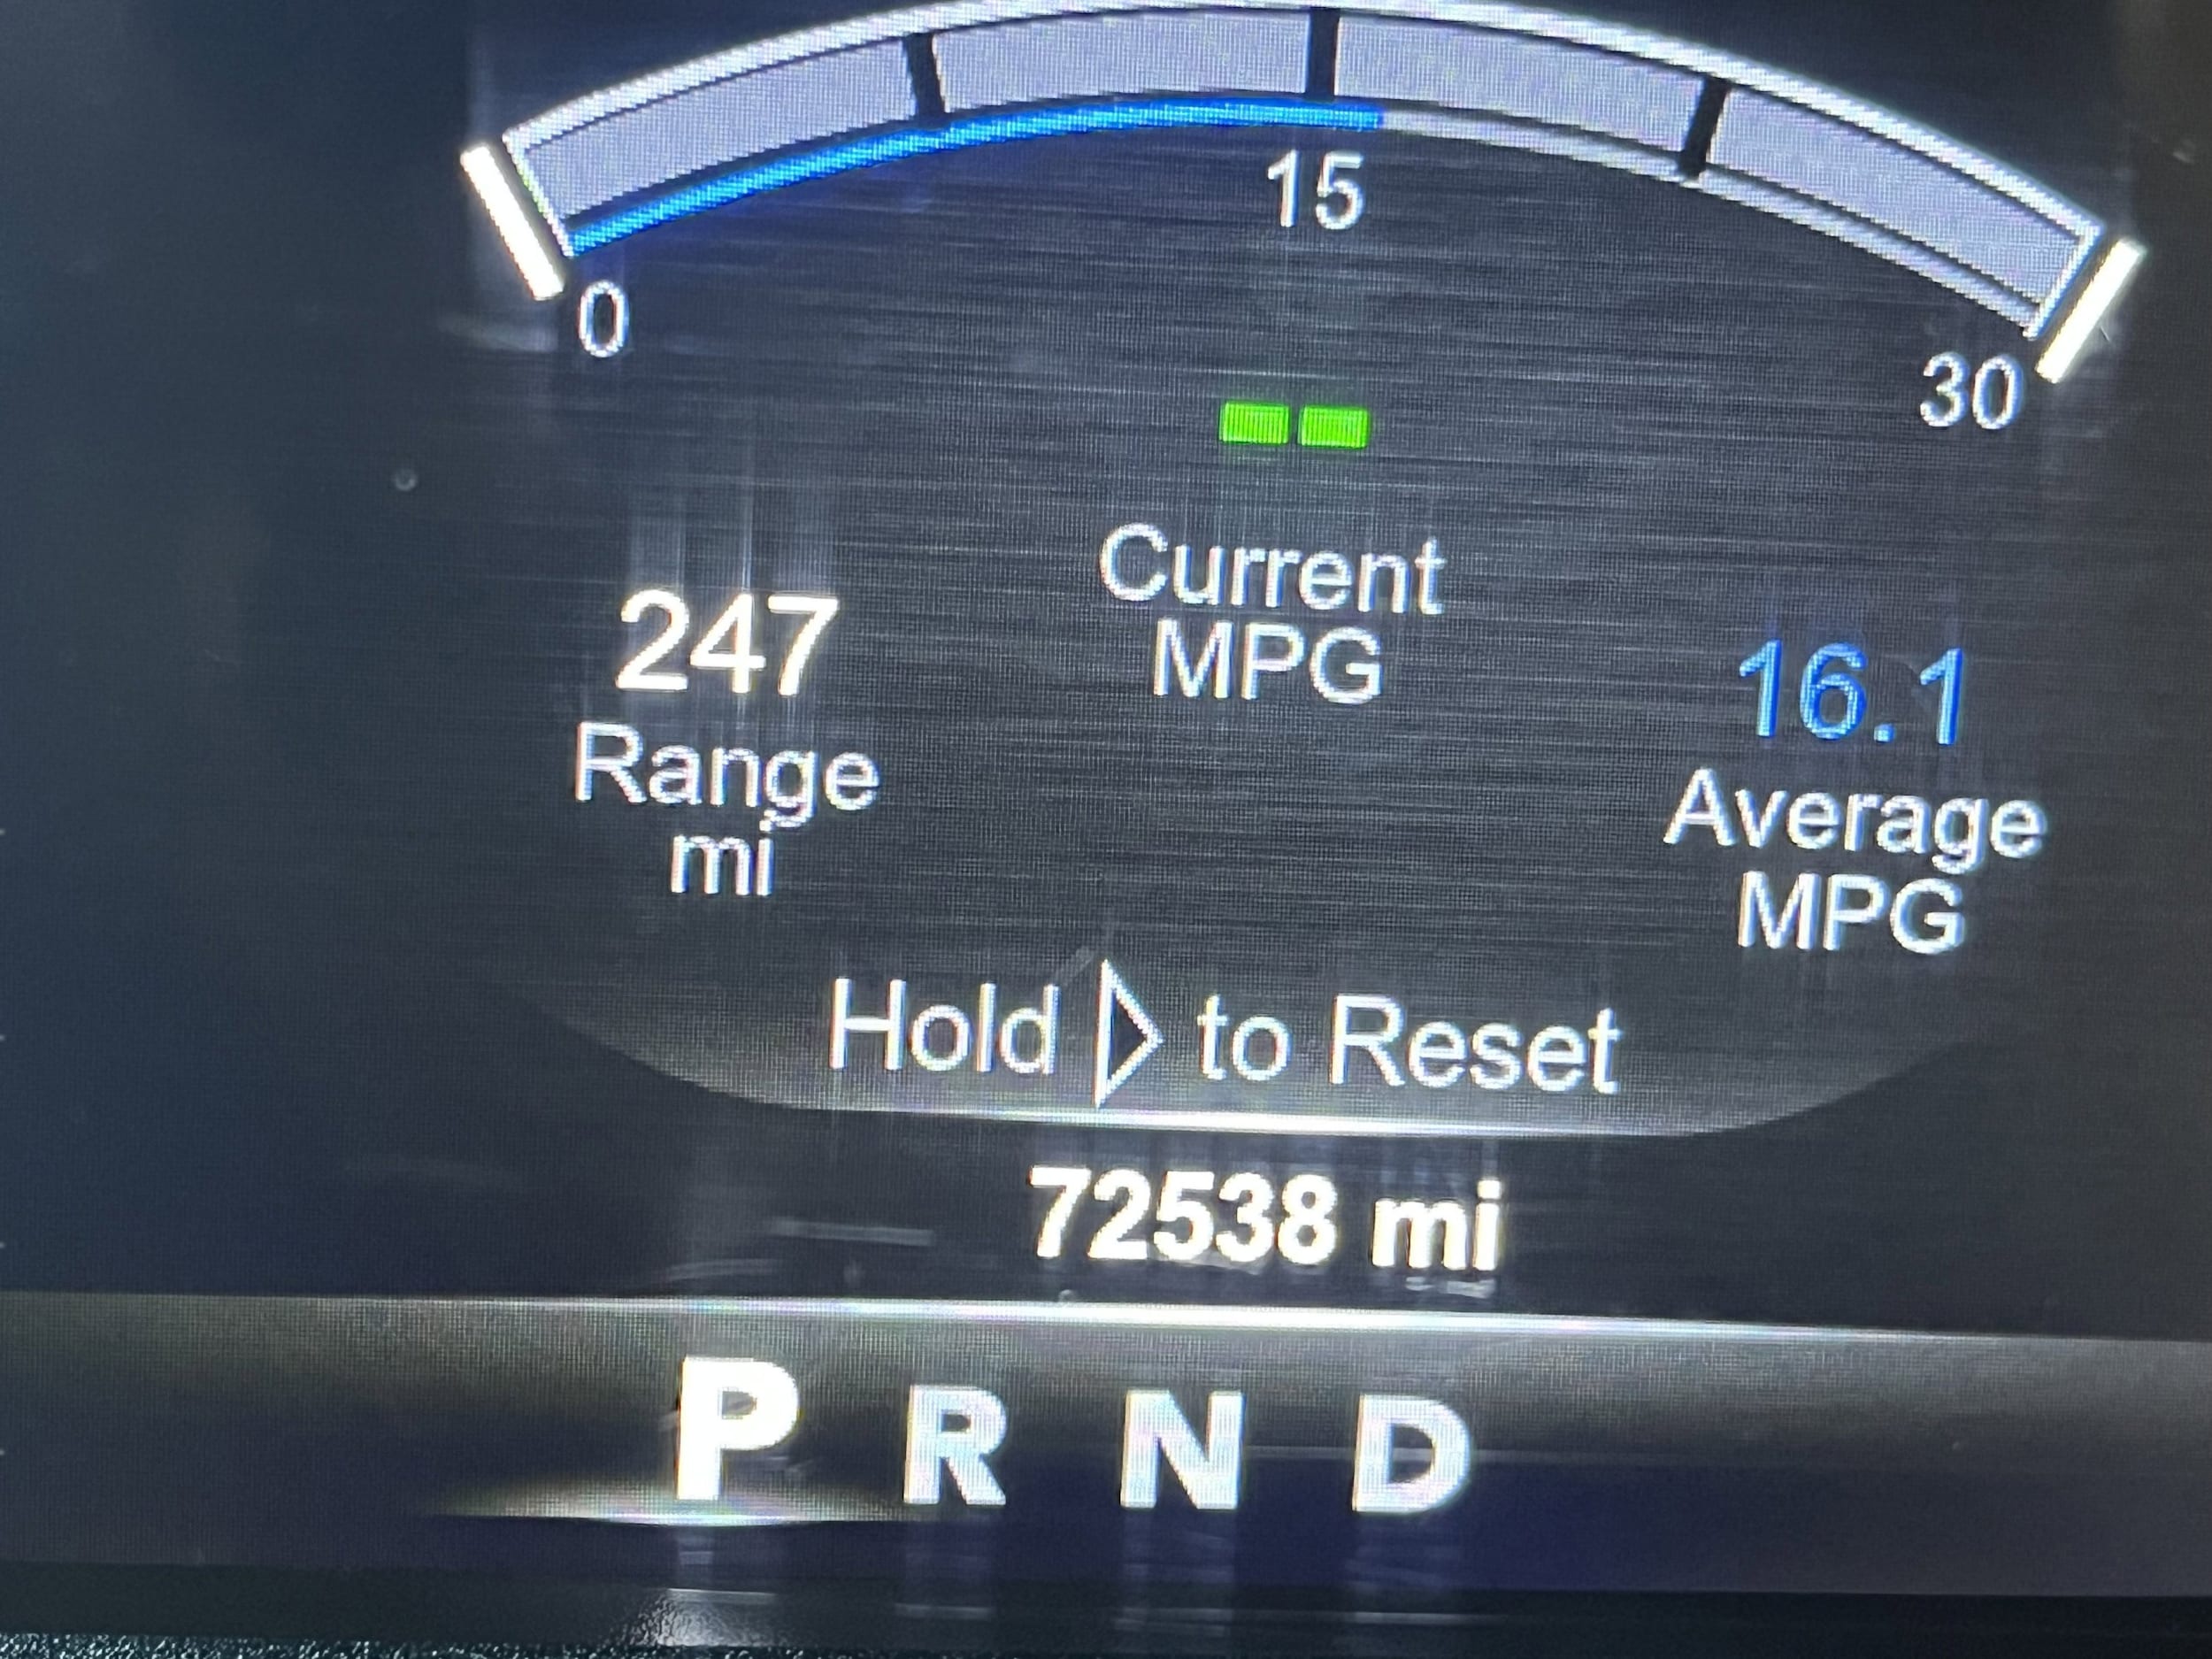 0
15
30
Current
MPG
247
Range
mi
16.1
Average
MPG
Hold ▷ to Reset
72538 mi
P R N D